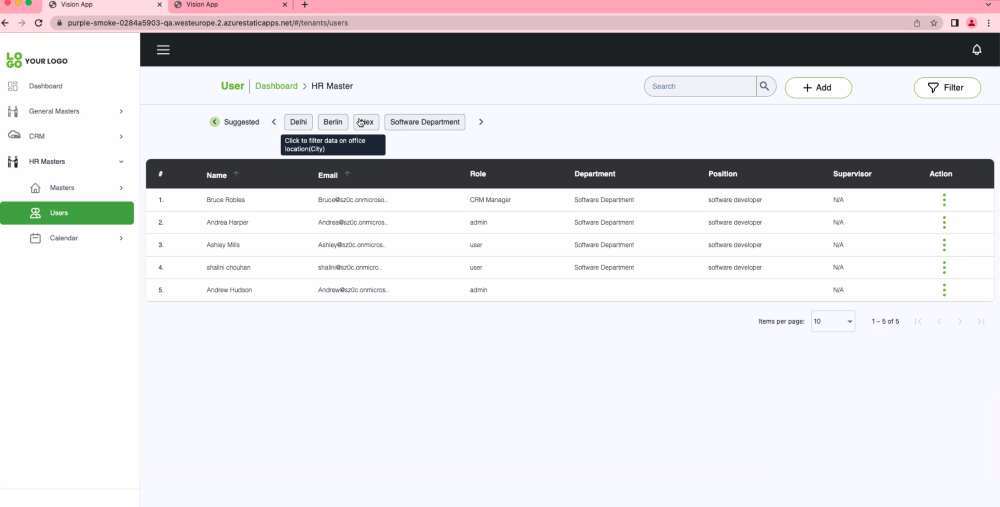 Vision App
Vision App
purple-smoke-0284a5903-qa.westeurope.2.azurestaticapps.net/#/tenants/users
LOGO YOUR LOGO
Dashboard
General Masters
CRM
HR Masters
Masters
Users
Calendar
User Dashboard > HR Master
Search
+ Add
Filter
Suggested Delhi Berlin Software Department
Click to filter data on office
location(City)
# Name Email Role Department Position Supervisor Action
1. Bruce Robles Bruce@sz0c.onmicroso.. CRM Manager Software Department software developer N/A
2. Andrea Harper Andrea@sz0c.onmicros.. admin Software Department software developer N/A
3. Ashley Mills Ashley@sz0c.onmicros.. user Software Department software developer N/A
4. shalini chouhan shalini@sz0c.onmicro.. user Software Department software developer N/A
5. Andrew Hudson Andrew@sz0c.onmicros.. admin N/A
Items per page: 10 1 – 5 of 5